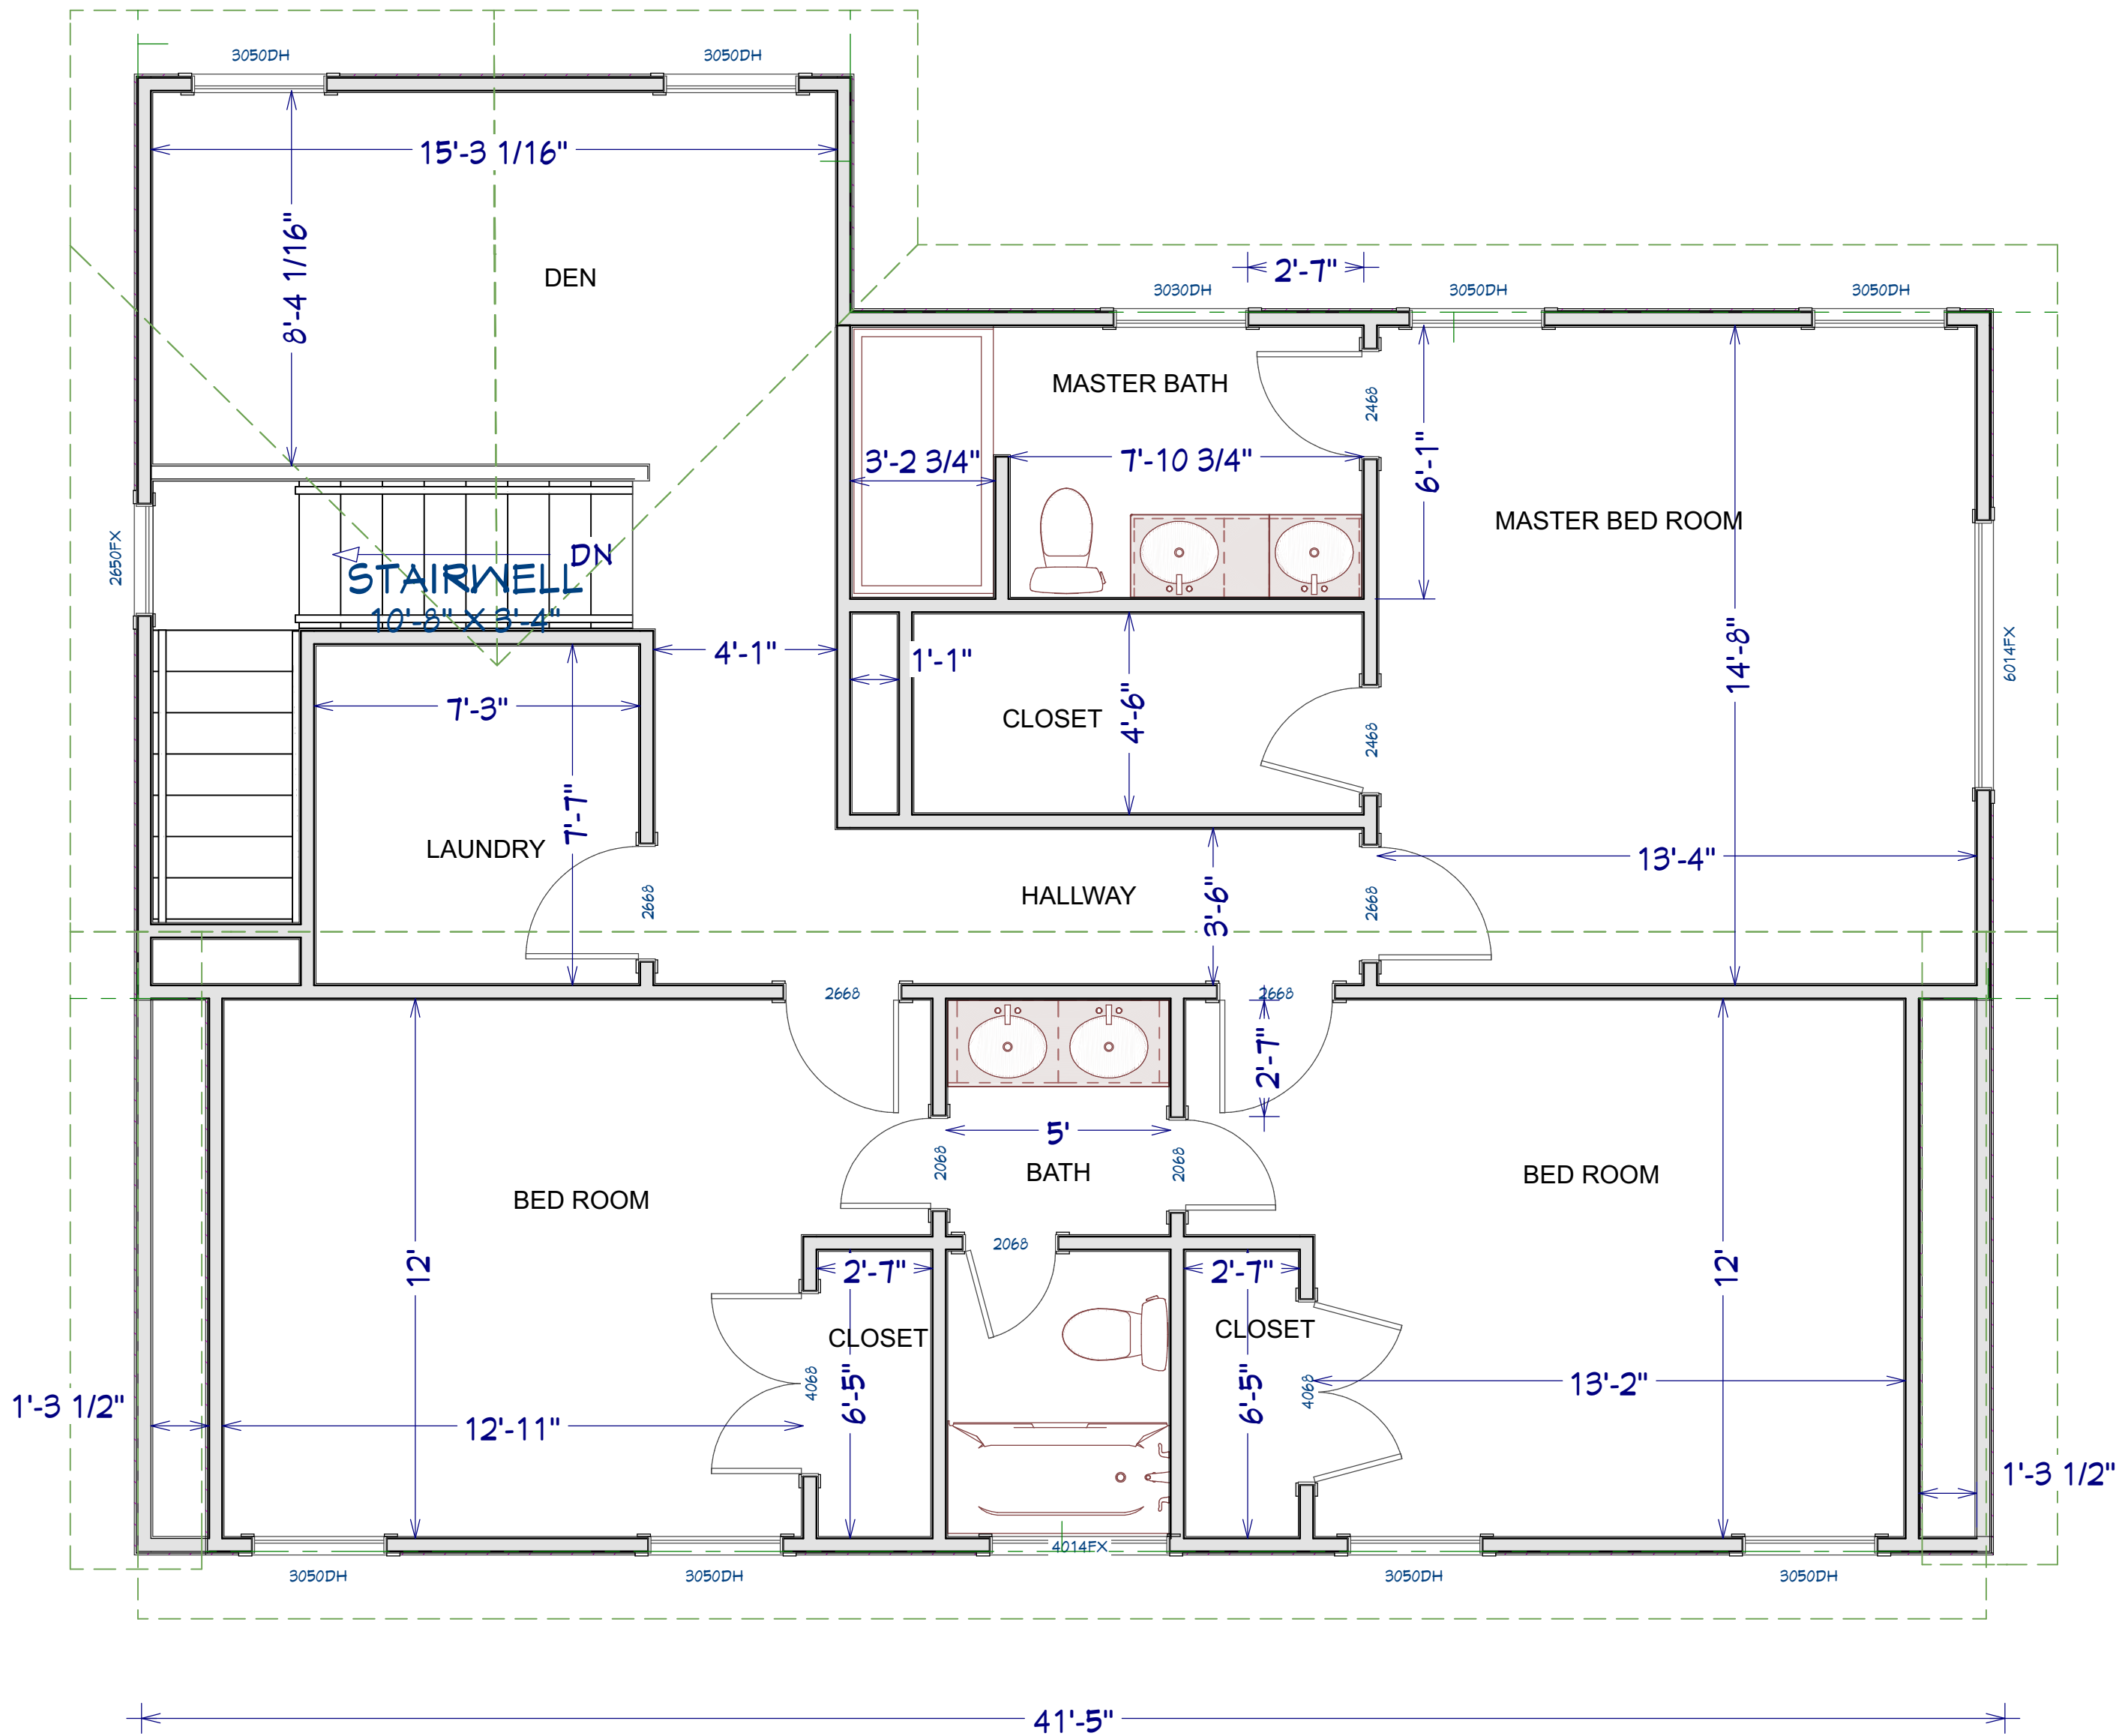 3050DH
3050DH
15'-3 1/16"
8'-4 1/16"
DEN
2'-7"
3030DH
3050DH
3050DH
MASTER BATH
2468
3'-2 3/4"
7'-10 3/4"
6'-1"
MASTER BED ROOM
2650FX
DN
STAIRWELL
10'-8" X 3'-4"
4'-1"
1'-1"
14'-8"
6014FX
7'-3"
CLOSET
4'-6"
2468
7'-7"
LAUNDRY
13'-4"
HALLWAY
3'-6"
2668
2668
2668
2668
2'-7"
5'
2068
2068
BATH
BED ROOM
BED ROOM
2068
12'
2'-7"
2'-7"
12'
CLOSET
CLOSET
4068
6'-5"
6'-5"
4068
13'-2"
1'-3 1/2"
12'-11"
1'-3 1/2"
4014FX
3050DH
3050DH
3050DH
3050DH
41'-5"